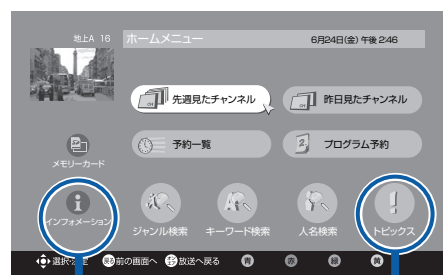 地上A 16 ホームメニュー 6月24日(金) 午後 2:46
先週見たチャンネル 昨日見たチャンネル
予約一覧 プログラム予約
メモリーカード
インフォメーション ジャンル検索 キーワード検索 人名検索 トピックス
選択・決定 戻る 前の画面へ 放送へ戻る 青 赤 緑 黄